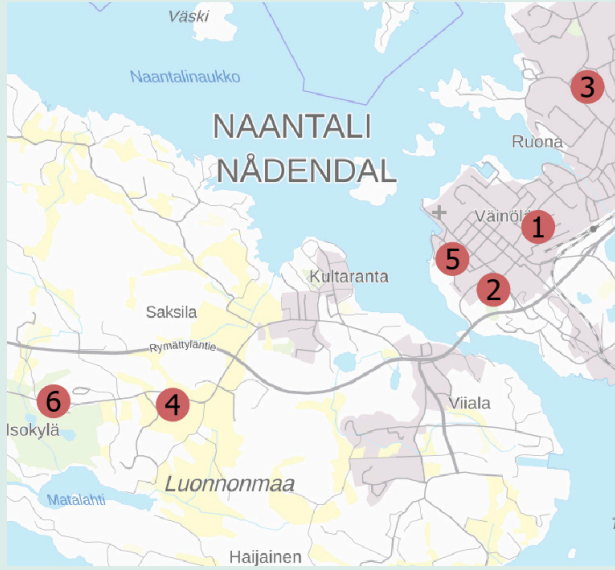 Väski
Naantalinaukko
3
NAANTALI
NÅDENDAL
Ruona
1
5
2
Kultaranta
Saksila
Rymättyläntie
6
4
Viiala
Isokylä
Luonnonmaa
Matalahti
Haijainen